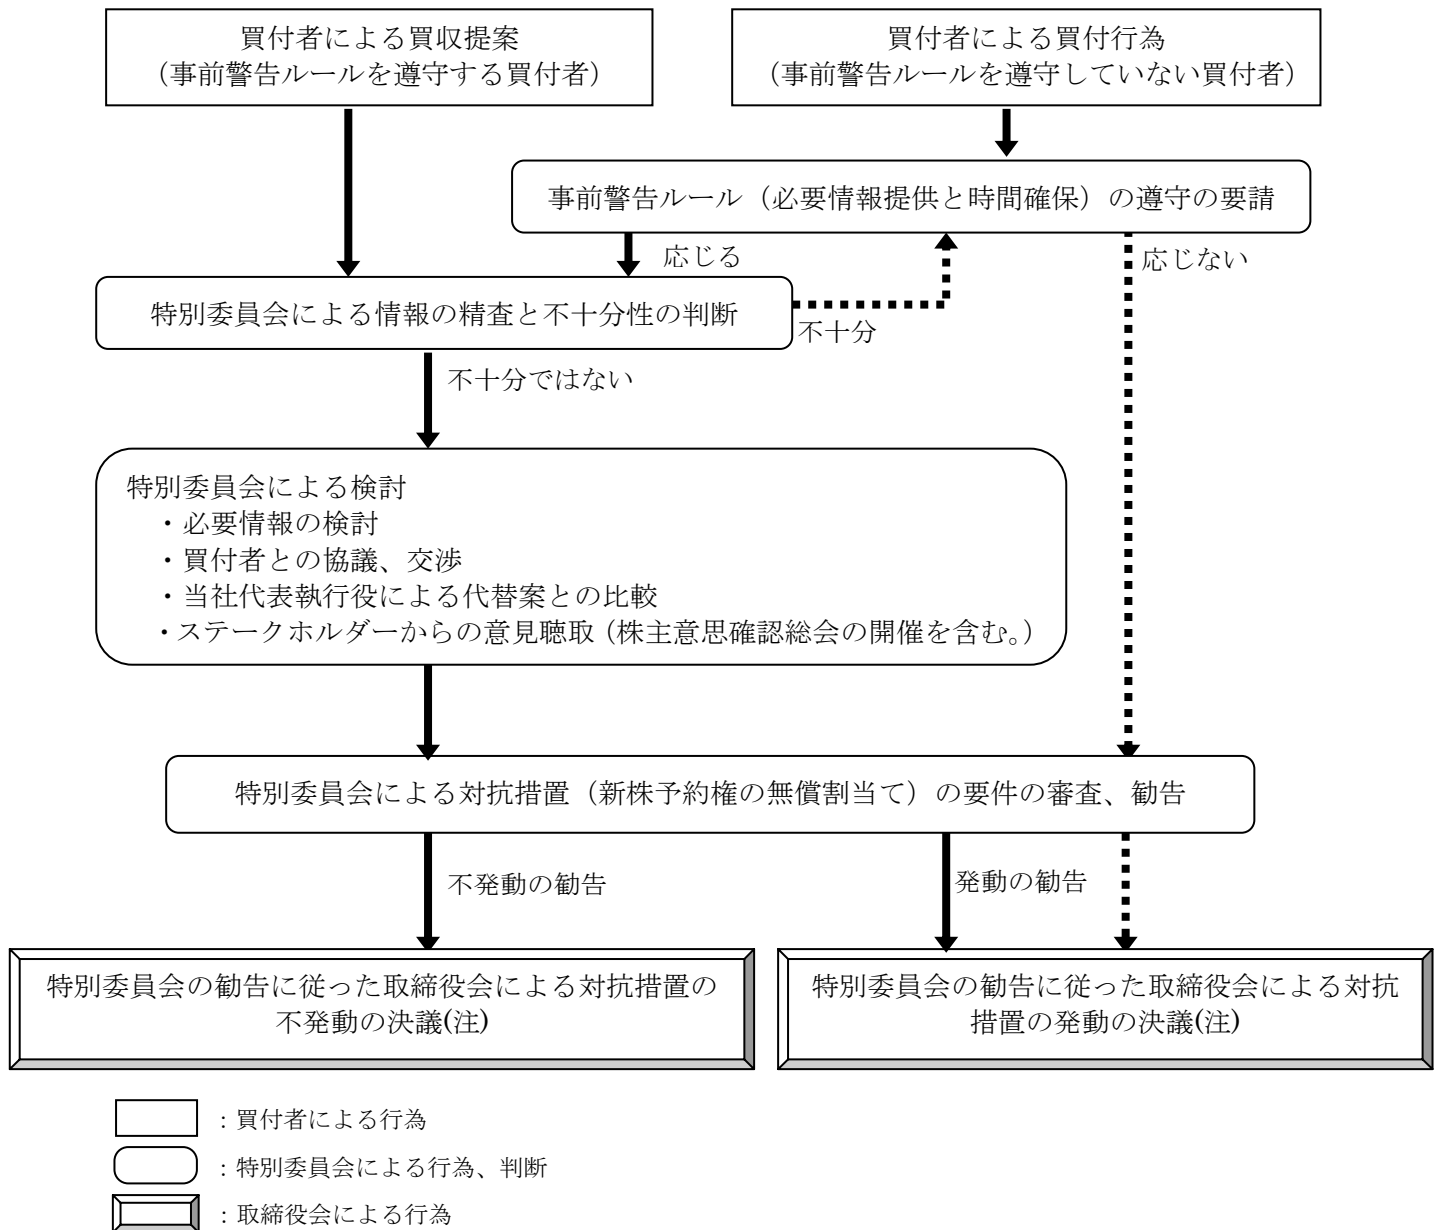 買付者による買収提案
（事前警告ルールを遵守する買付者）
買付者による買付行為
（事前警告ルールを遵守していない買付者）
事前警告ルール（必要情報提供と時間確保）の遵守の要請
応じる
応じない
特別委員会による情報の精査と不十分性の判断
不十分
不十分ではない
特別委員会による検討
・必要情報の検討
・買付者との協議、交渉
・当社代表執行役による代替案との比較
・ステークホルダーからの意見聴取（株主意思確認総会の開催を含む。）
特別委員会による対抗措置（新株予約権の無償割当て）の要件の審査、勧告
不発動の勧告
発動の勧告
特別委員会の勧告に従った取締役会による対抗措置の
不発動の決議(注)
特別委員会の勧告に従った取締役会による対抗
措置の発動の決議(注)
：買付者による行為
：特別委員会による行為、判断
：取締役会による行為